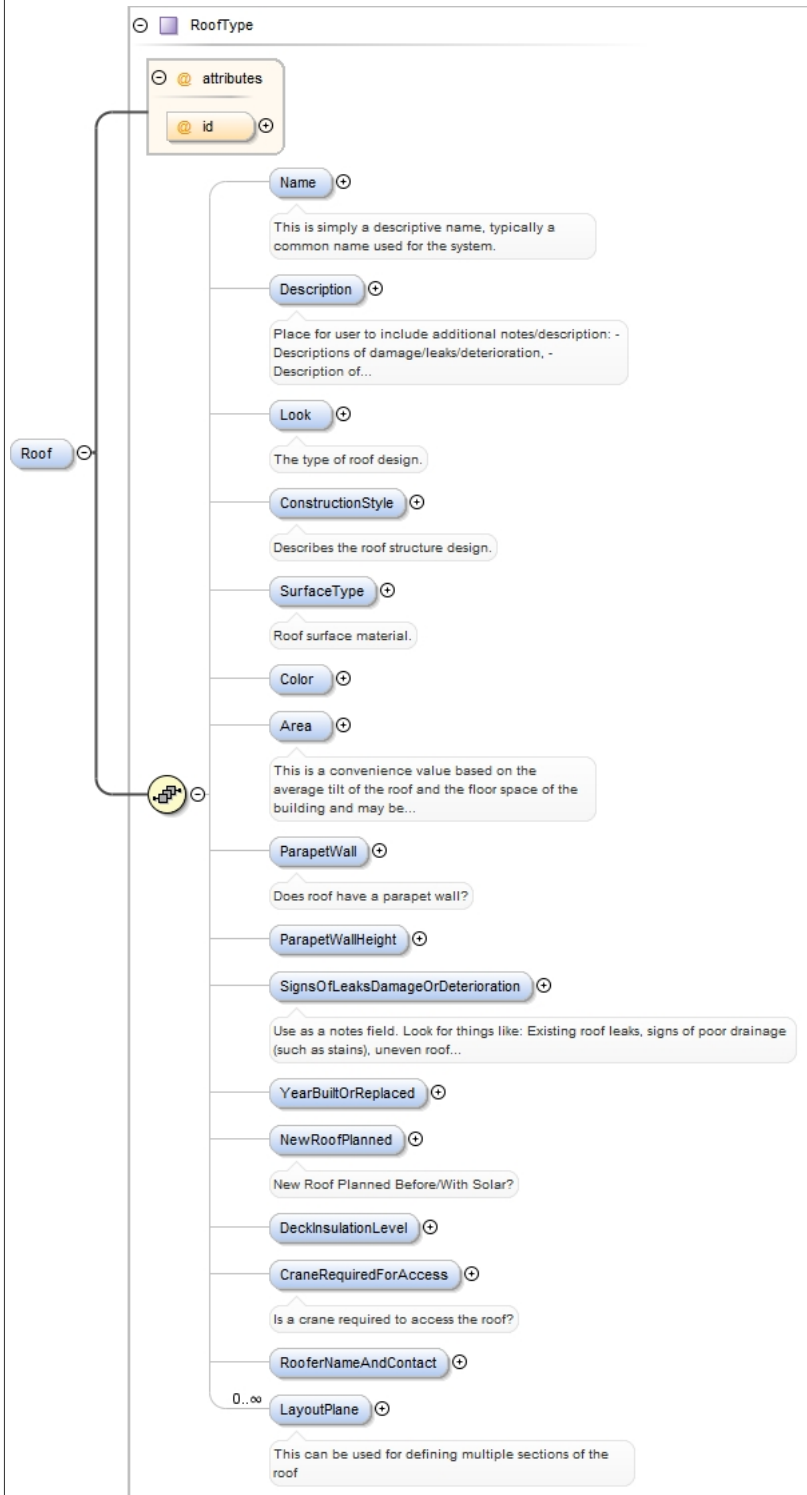 RoofType
@ attributes
@ id
Name
This is simply a descriptive name, typically a
common name used for the system.
Description
Place for user to include additional notes/description: -
Descriptions of damage/leaks/deterioration, -
Description of...
Look
The type of roof design.
Roof
ConstructionStyle
Describes the roof structure design.
SurfaceType
Roof surface material.
Color
Area
This is a convenience value based on the
average tilt of the roof and the floor space of the
building and may be...
ParapetWall
Does roof have a parapet wall?
ParapetWallHeight
SignsOfLeaksDamageOrDeterioration
Use as a notes field. Look for things like: Existing roof leaks, signs of poor drainage
(such as stains), uneven roof...
YearBuiltOrReplaced
NewRoofPlanned
New Roof Planned Before/With Solar?
DeckInsulationLevel
CraneRequiredForAccess
Is a crane required to access the roof?
RooferNameAndContact
0..∞
LayoutPlane
This can be used for defining multiple sections of the
roof